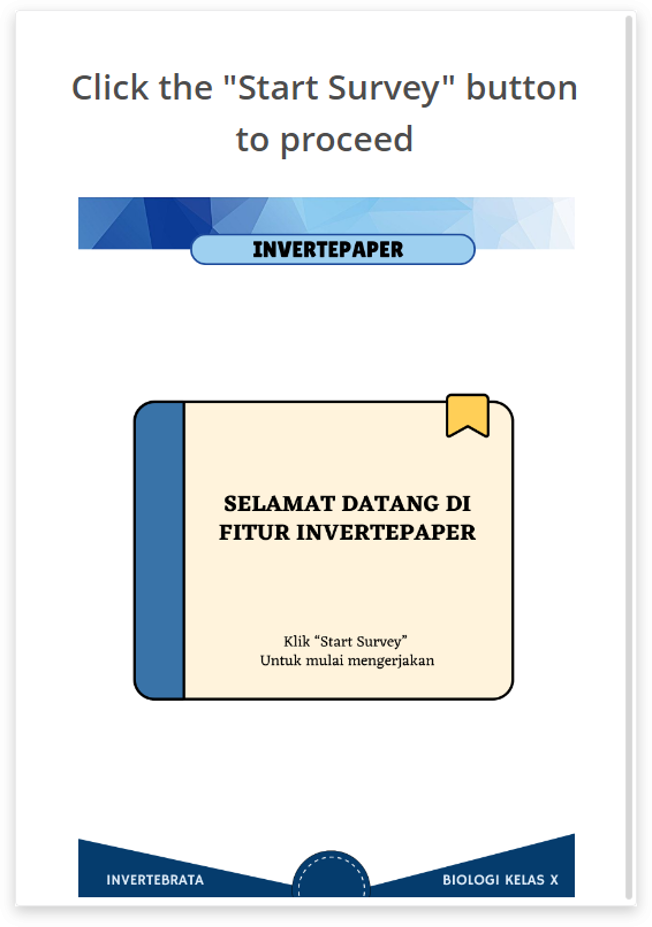 Click the "Start Survey" button
to proceed
INVERTEPAPER
SELAMAT DATANG DI
FITUR INVERTEPAPER
Klik “Start Survey”
Untuk mulai mengerjakan
INVERTEBRATA
BIOLOGI KELAS X